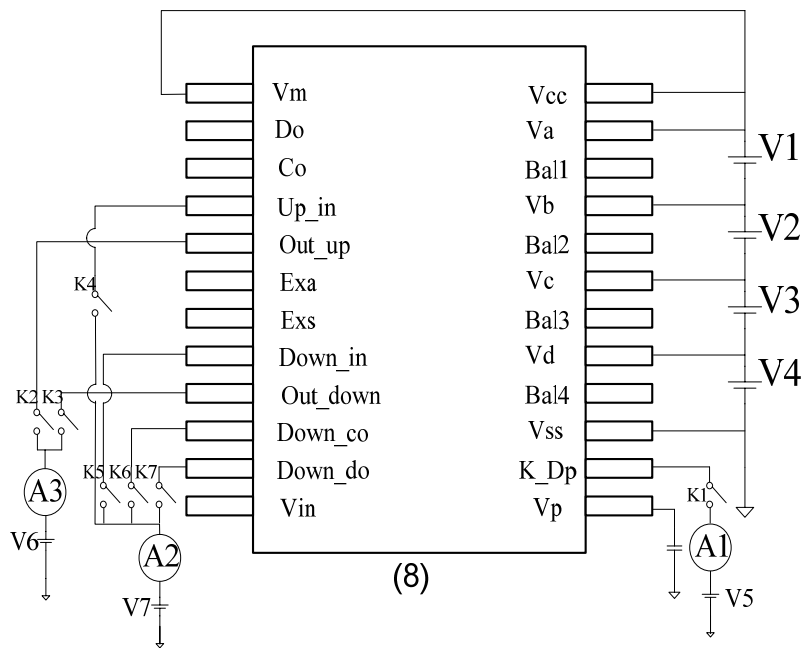 Vm
Vcc
Do
Va
V1
Co
Bal1
Up_in
Vb
V2
Out_up
Bal2
K4
Exa
Vc
V3
Exs
Bal3
Down_in
Vd
V4
K2
K3
Out_down
Bal4
Down_co
Vss
K5
K6
K7
Down_do
K_Dp
K1
A3
Vin
Vp
V6
A2
A1
(8)
V7
V5